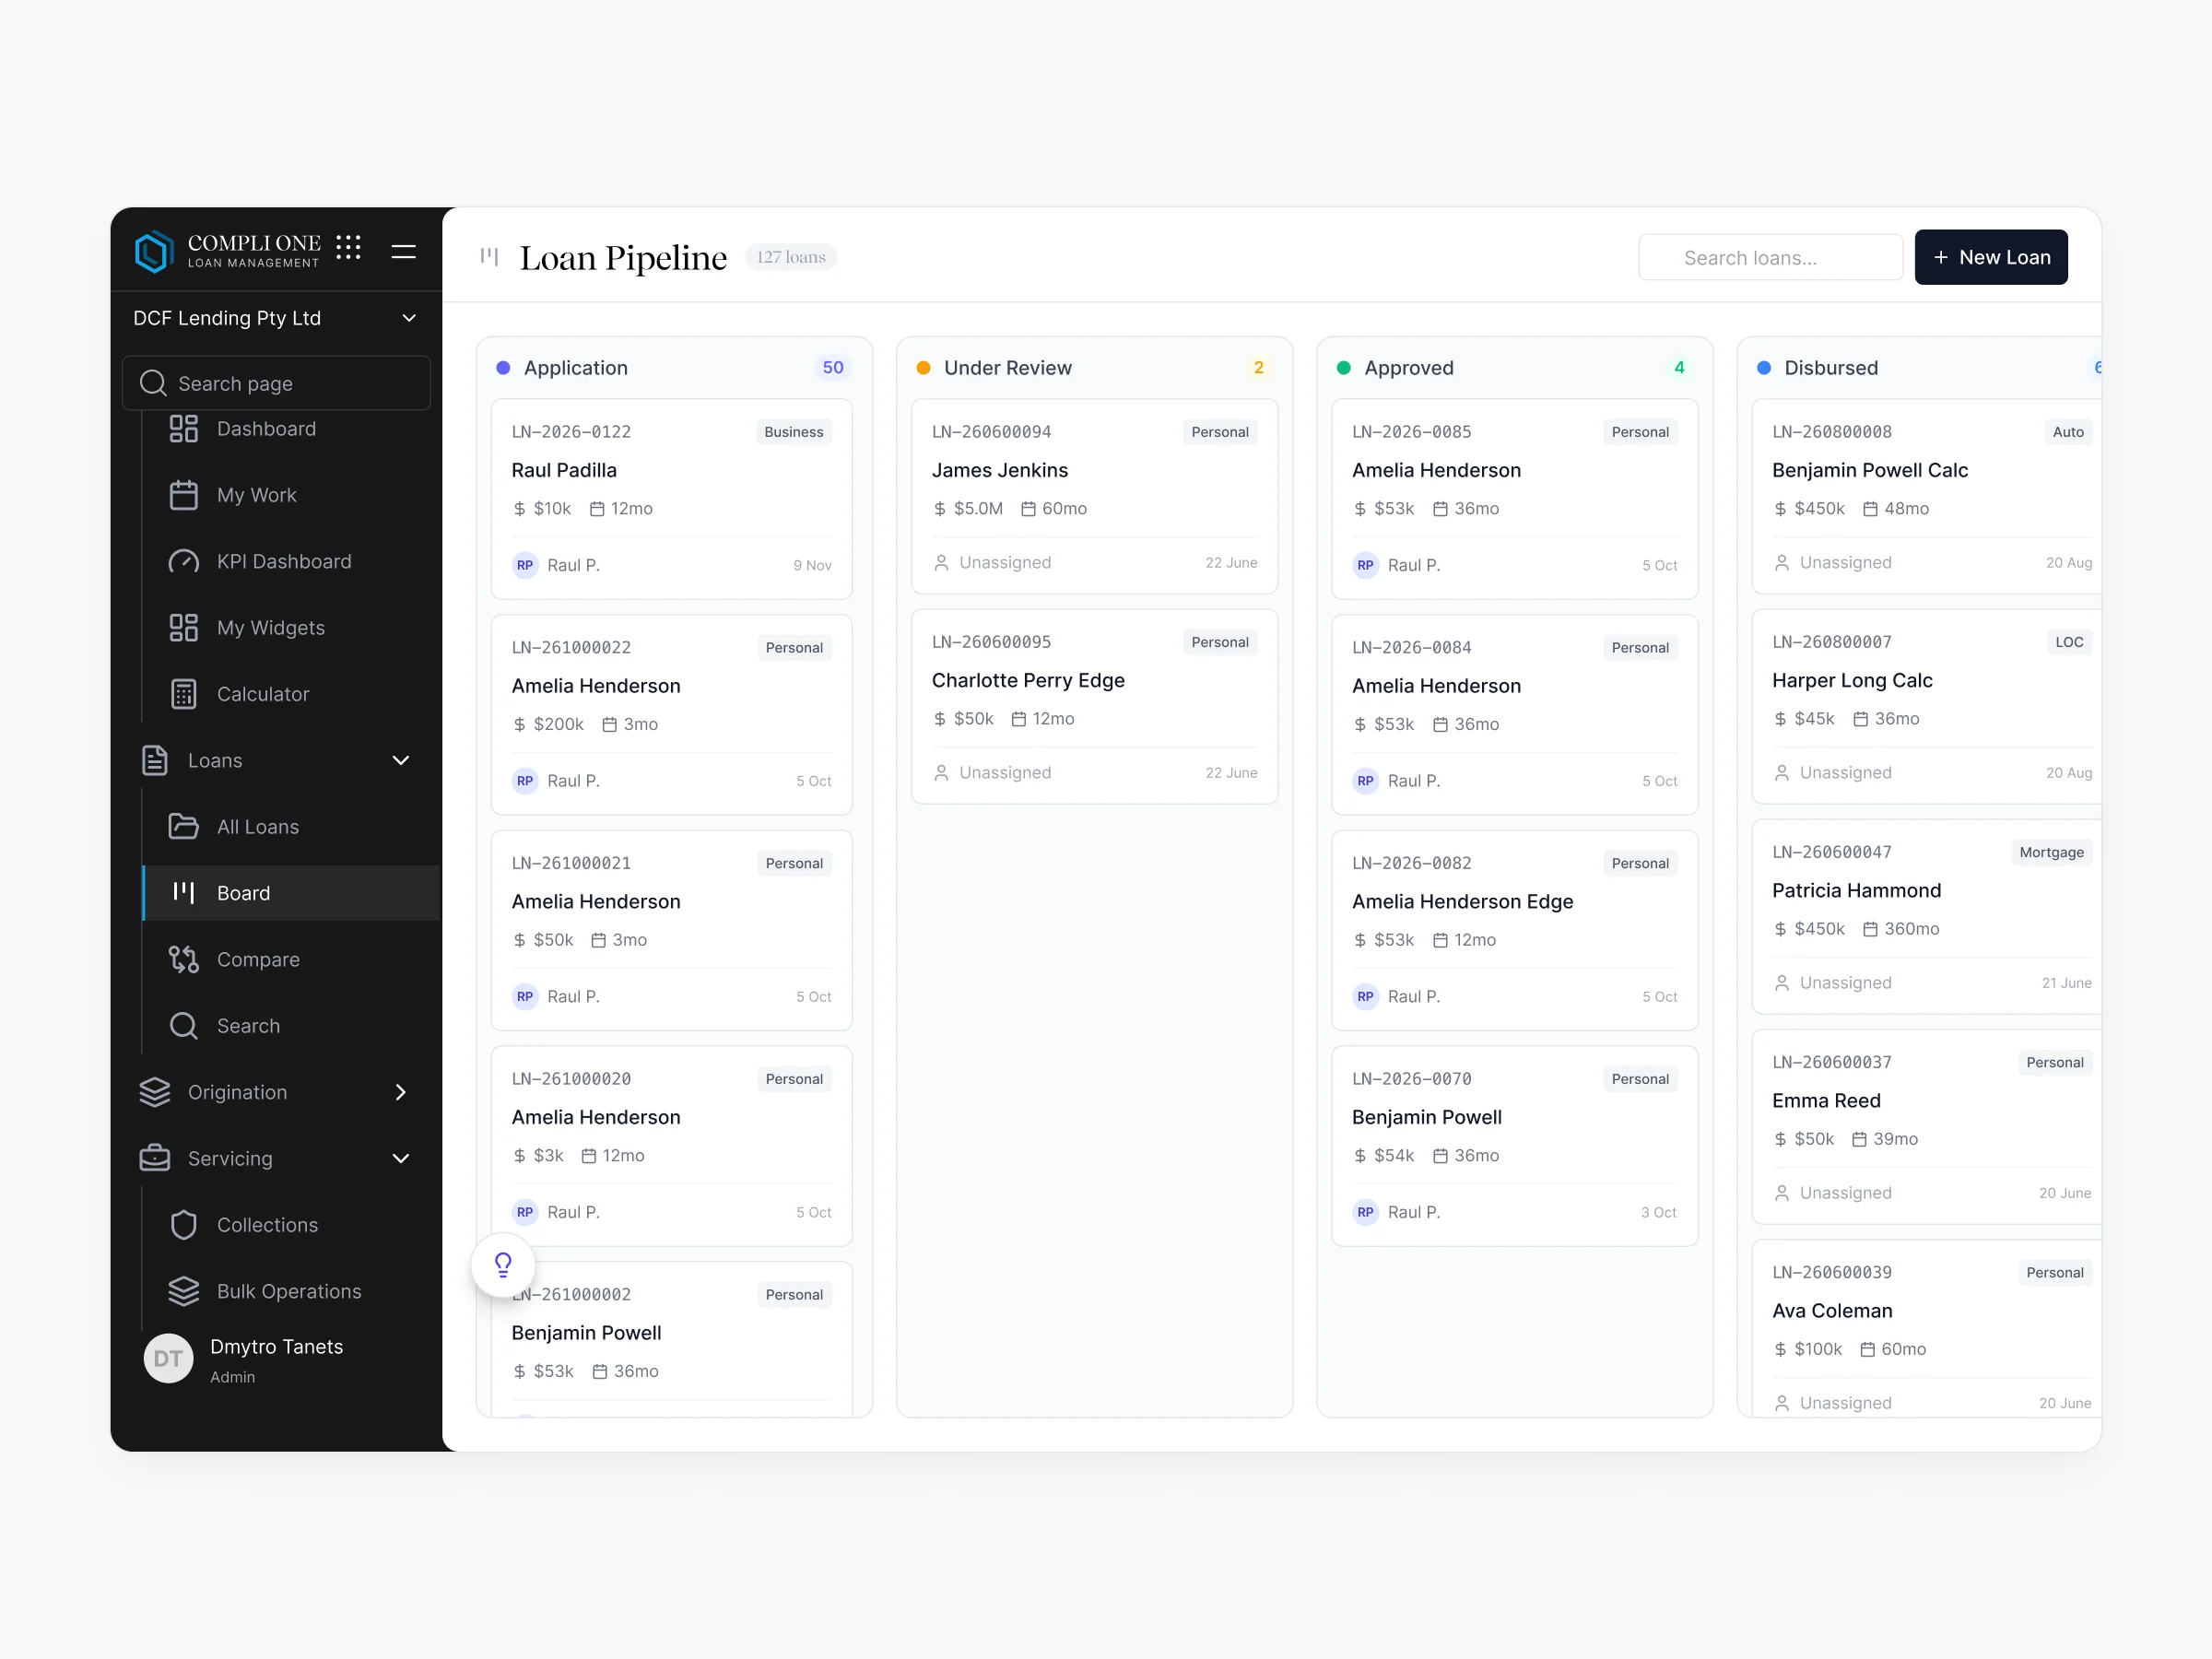 COMPLI ONE
LOAN MANAGEMENT
DCF Lending Pty Ltd
Search page
Dashboard
My Work
KPI Dashboard
My Widgets
Calculator
Loans
All Loans
Board
Compare
Search
Origination
Servicing
Collections
Bulk Operations
DT
Dmytro Tanets
Admin
Loan Pipeline
127 loans
Search loans...
+ New Loan
Application
50
LN-2026-0122
Business
Raul Padilla
$ $10k 12mo
RP Raul P.
9 Nov
LN-261000022
Personal
Amelia Henderson
$ $200k 3mo
RP Raul P.
5 Oct
LN-261000021
Personal
Amelia Henderson
$ $50k 3mo
RP Raul P.
5 Oct
LN-261000020
Personal
Amelia Henderson
$ $3k 12mo
RP Raul P.
5 Oct
LN-261000002
Personal
Benjamin Powell
$ $53k 36mo
Under Review
2
LN-260600094
Personal
James Jenkins
$ $5.0M 60mo
Unassigned
22 June
LN-260600095
Personal
Charlotte Perry Edge
$ $50k 12mo
Unassigned
22 June
Approved
4
LN-2026-0085
Personal
Amelia Henderson
$ $53k 36mo
RP Raul P.
5 Oct
LN-2026-0084
Personal
Amelia Henderson
$ $53k 36mo
RP Raul P.
5 Oct
LN-2026-0082
Personal
Amelia Henderson Edge
$ $53k 12mo
RP Raul P.
5 Oct
LN-2026-0070
Personal
Benjamin Powell
$ $54k 36mo
RP Raul P.
3 Oct
Disbursed
LN-260800008
Auto
Benjamin Powell Calc
$ $450k 48mo
Unassigned
20 Aug
LN-260800007
LOC
Harper Long Calc
$ $45k 36mo
Unassigned
20 Aug
LN-260600047
Mortgage
Patricia Hammond
$ $450k 360mo
Unassigned
21 June
LN-260600037
Personal
Emma Reed
$ $50k 39mo
Unassigned
20 June
LN-260600039
Personal
Ava Coleman
$ $100k 60mo
Unassigned
20 June